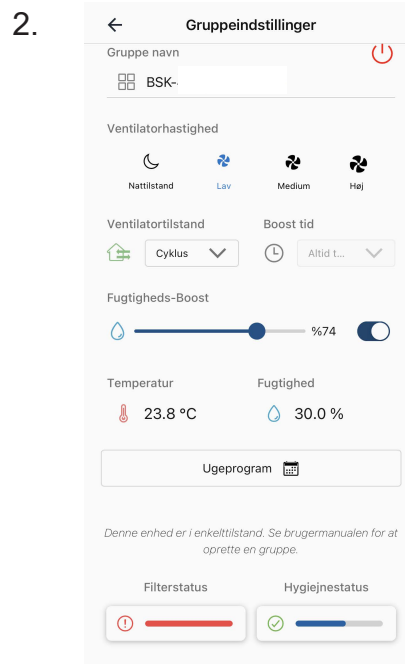 2.
Gruppeindstillinger
Gruppe navn
BSK-
Ventilatorhastighed
Nattilstand Lav Medium Høj
Ventilatortilstand Boost tid
Cyklus Altid t...
Fugtigheds-Boost
%74
Temperatur Fugtighed
23.8 °C 30.0 %
Ugeprogram
Denne enhed er i enkelttilstand. Se brugermanualen for at
oprette en gruppe.
Filterstatus Hygiejnestatus